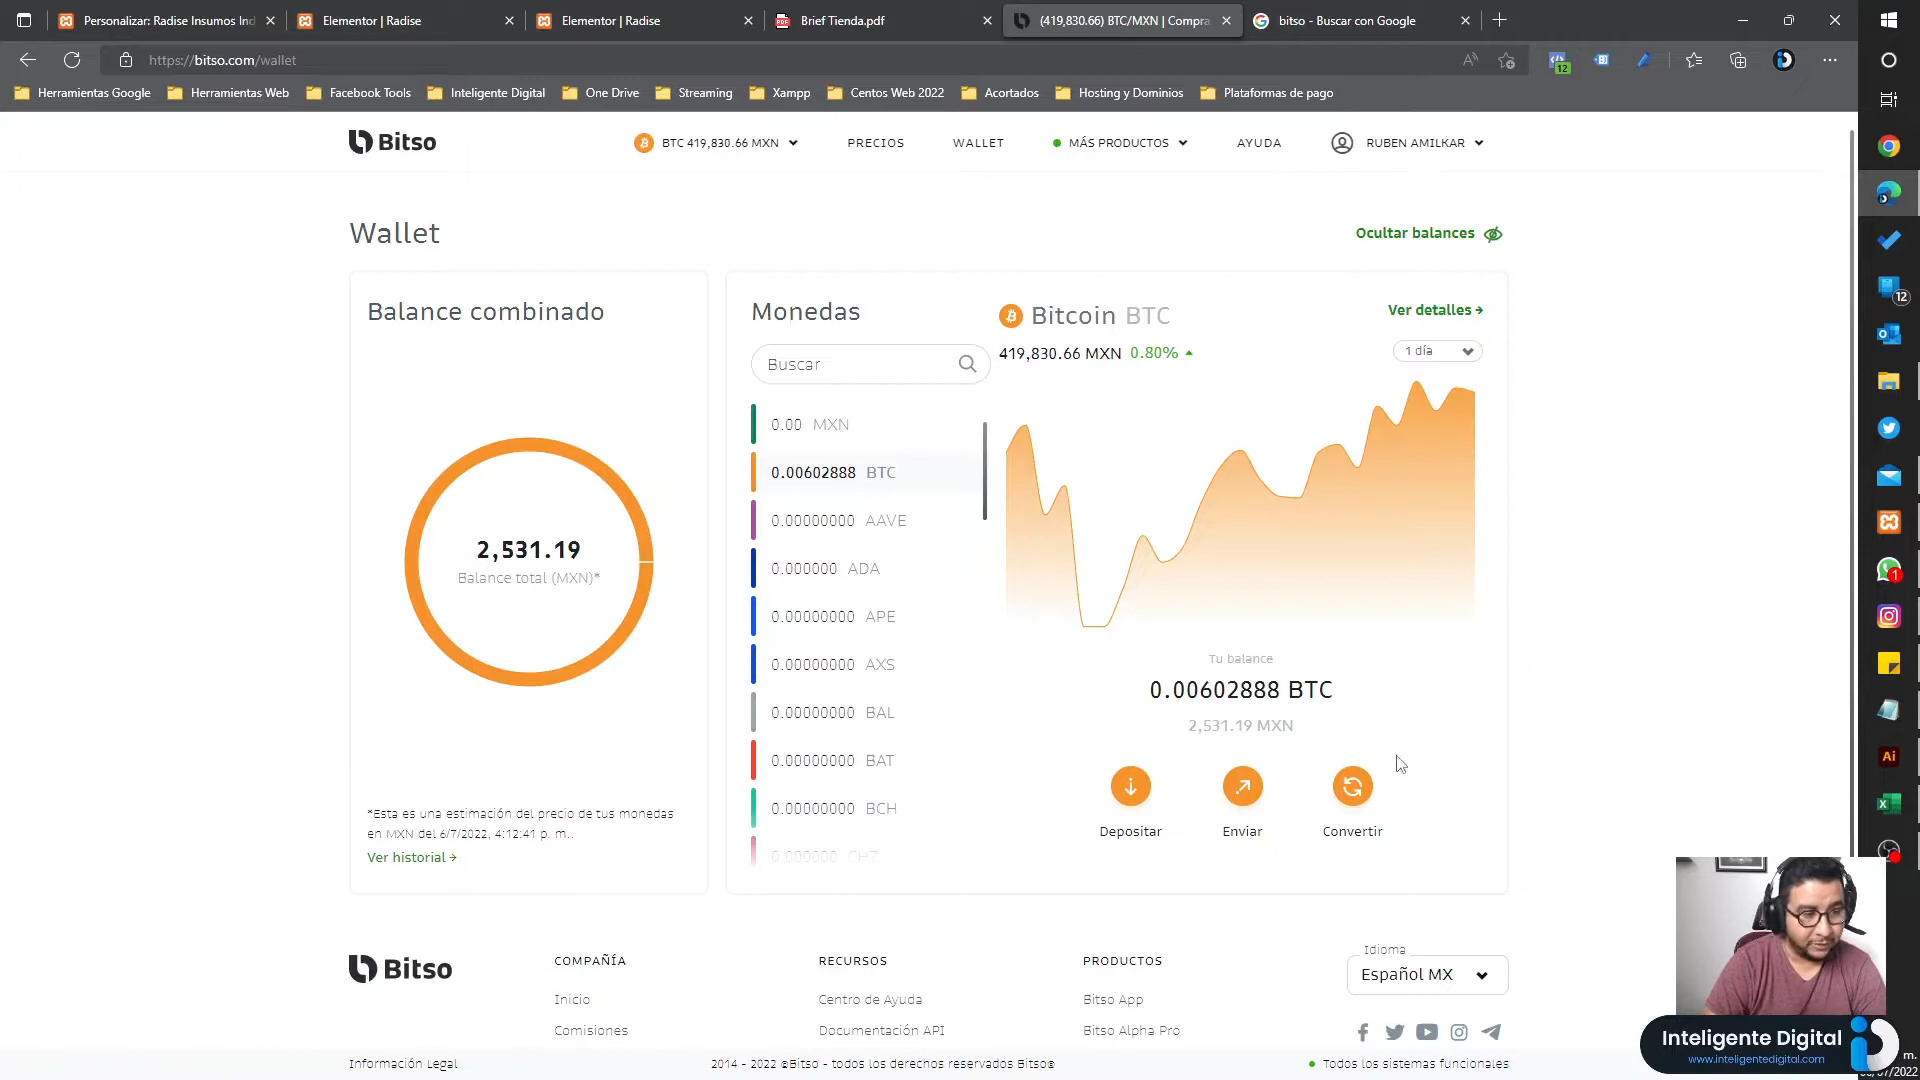 Personalizar: Radise Insumos Ind
Elementor | Radise
Elementor | Radise
Brief Tienda.pdf
(419,830.66) BTC/MXN | Compra
bitso - Buscar con Google
https://bitso.com/wallet
12
Herramientas Google
Herramientas Web
Facebook Tools
Inteligente Digital
One Drive
Streaming
Xampp
Centos Web 2022
Acortados
Hosting y Dominios
Plataformas de pago
Bitso
BTC 419,830.66 MXN
PRECIOS
WALLET
MÁS PRODUCTOS
AYUDA
RUBEN AMILKAR
Wallet
Ocultar balances
Balance combinado
2,531.19
Balance total (MXN)*
*Esta es una estimación del precio de tus monedas
en MXN del 6/7/2022, 4:12:41 p. m..
Ver historial
Monedas
Buscar
0.00 MXN
0.00602888 BTC
0.00000000 AAVE
0.000000 ADA
0.00000000 APE
0.00000000 AXS
0.00000000 BAL
0.00000000 BAT
0.00000000 BCH
0.000000 CHZ
Bitcoin BTC
Ver detalles
419,830.66 MXN 0.80%
1 día
Tu balance
0.00602888 BTC
2,531.19 MXN
Depositar
Enviar
Convertir
Bitso
COMPAÑÍA
Inicio
Comisiones
RECURSOS
Centro de Ayuda
Documentación API
PRODUCTOS
Bitso App
Bitso Alpha Pro
Idioma
Español MX
Información Legal
2014 - 2022 ©Bitso - todos los derechos reservados Bitso®
Todos los sistemas funcionales
12
1
Ai
Inteligente Digital
www.inteligentedigital.com